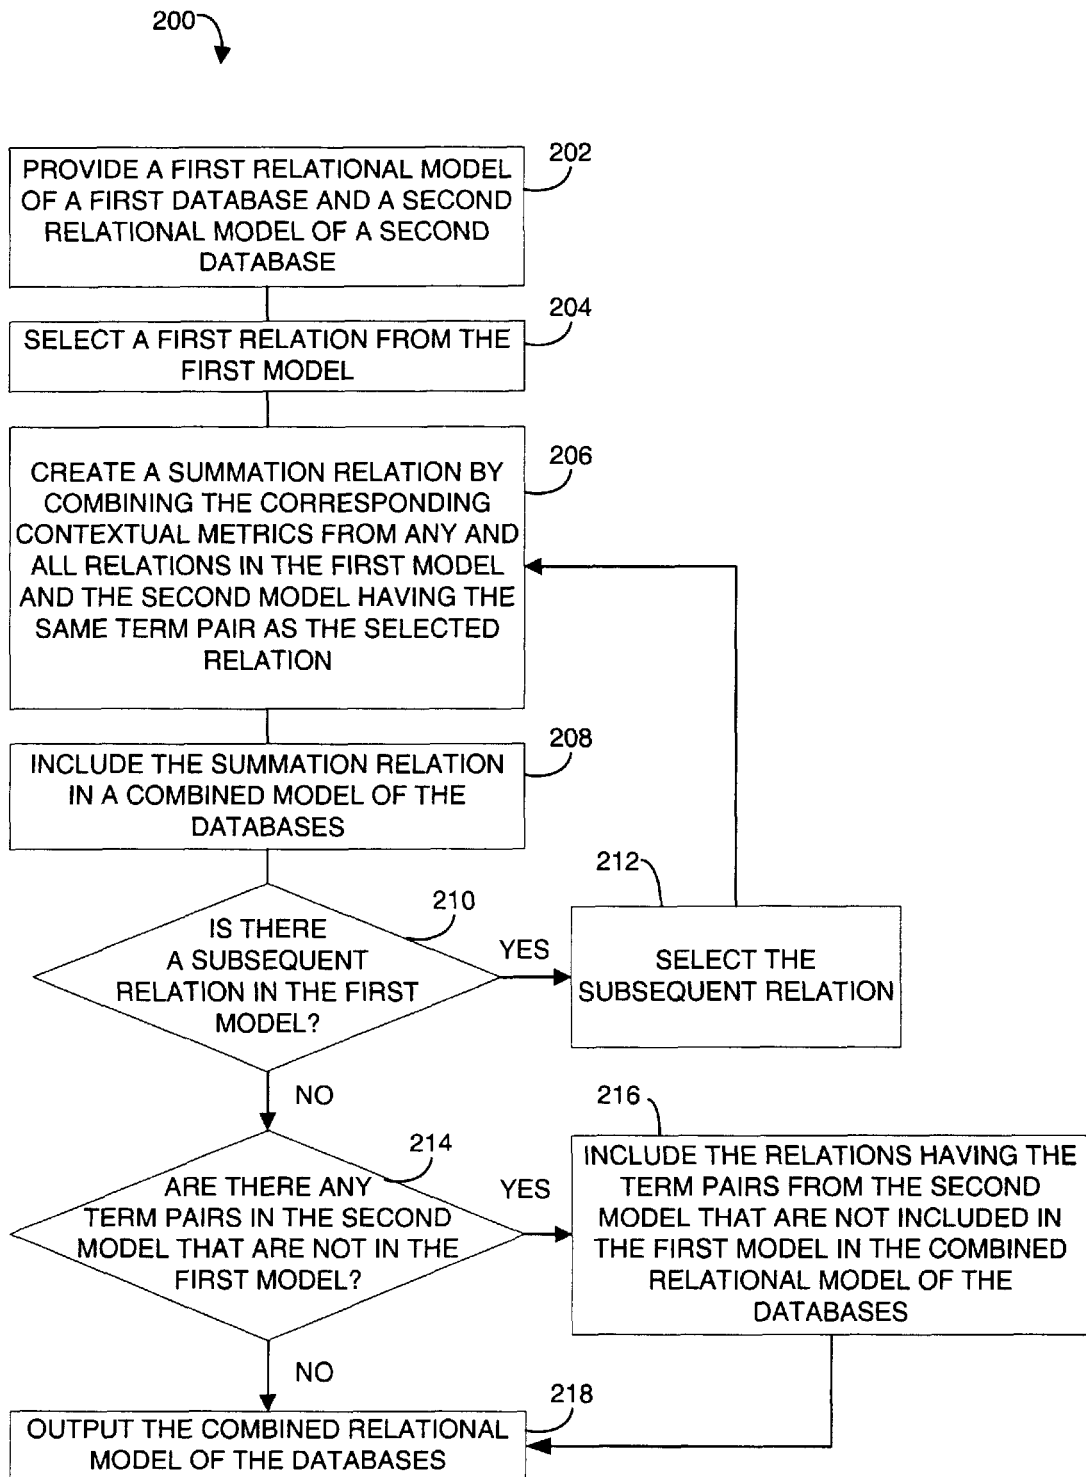 200
PROVIDE A FIRST RELATIONAL MODEL
OF A FIRST DATABASE AND A SECOND
RELATIONAL MODEL OF A SECOND
DATABASE
202
SELECT A FIRST RELATION FROM THE
FIRST MODEL
204
CREATE A SUMMATION RELATION BY
COMBINING THE CORRESPONDING
CONTEXTUAL METRICS FROM ANY AND
ALL RELATIONS IN THE FIRST MODEL
AND THE SECOND MODEL HAVING THE
SAME TERM PAIR AS THE SELECTED
RELATION
206
INCLUDE THE SUMMATION RELATION
IN A COMBINED MODEL OF THE
DATABASES
208
IS THERE
A SUBSEQUENT
RELATION IN THE FIRST
MODEL?
210
YES
SELECT THE
SUBSEQUENT RELATION
212
NO
ARE THERE ANY
TERM PAIRS IN THE SECOND
MODEL THAT ARE NOT IN THE
FIRST MODEL?
214
YES
INCLUDE THE RELATIONS HAVING THE
TERM PAIRS FROM THE SECOND
MODEL THAT ARE NOT INCLUDED IN
THE FIRST MODEL IN THE COMBINED
RELATIONAL MODEL OF THE
DATABASES
216
NO
OUTPUT THE COMBINED RELATIONAL
MODEL OF THE DATABASES
218